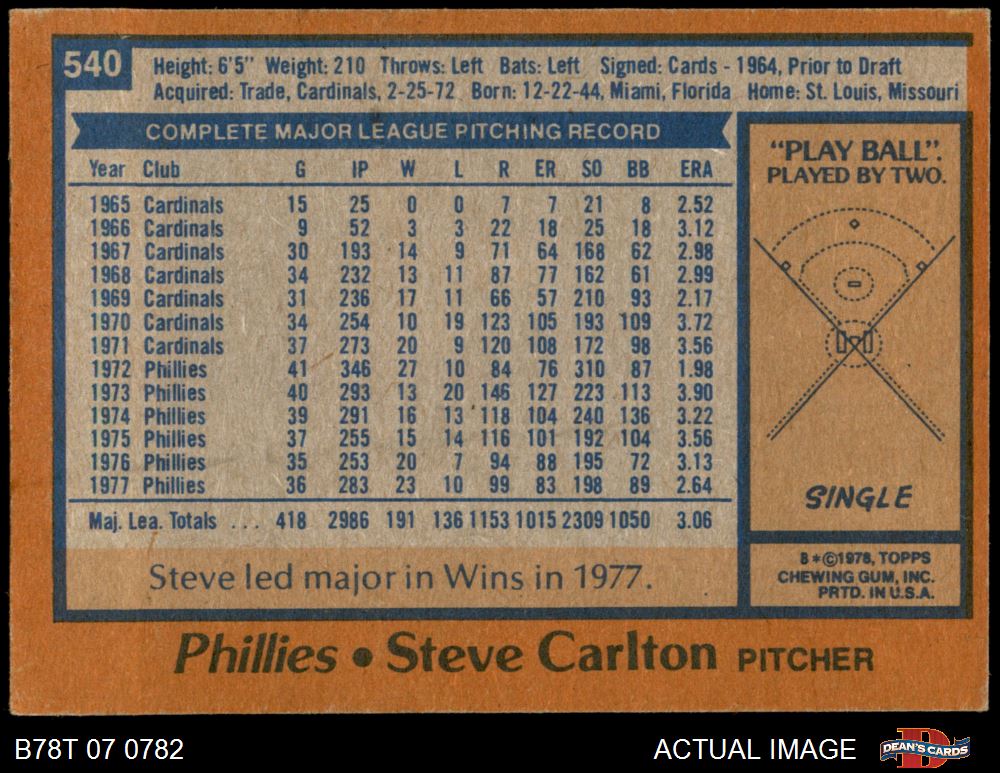 540
Height: 6'5" Weight: 210 Throws: Left Bats: Left Signed: Cards - 1964, Prior to Draft
Acquired: Trade, Cardinals, 2-25-72 Born: 12-22-44, Miami, Florida Home: St. Louis, Missouri
COMPLETE MAJOR LEAGUE PITCHING RECORD
Year Club G IP W L R ER SO BB ERA
1965 Cardinals 15 25 0 0 7 7 21 8 2.52
1966 Cardinals 9 52 3 3 22 18 25 18 3.12
1967 Cardinals 30 193 14 9 71 64 168 62 2.98
1968 Cardinals 34 232 13 11 87 77 162 61 2.99
1969 Cardinals 31 236 17 11 66 57 210 93 2.17
1970 Cardinals 34 254 10 19 123 105 193 109 3.72
1971 Cardinals 37 273 20 9 120 108 172 98 3.56
1972 Phillies 41 346 27 10 84 76 310 87 1.98
1973 Phillies 40 293 13 20 146 127 223 113 3.90
1974 Phillies 39 291 16 13 118 104 240 136 3.22
1975 Phillies 37 255 15 14 116 101 192 104 3.56
1976 Phillies 35 253 20 7 94 88 195 72 3.13
1977 Phillies 36 283 23 10 99 83 198 89 2.64
Maj. Lea. Totals ... 418 2986 191 136 1153 1015 2309 1050 3.06
Steve led major in Wins in 1977.
"PLAY BALL".
PLAYED BY TWO.
SINGLE
8 * © 1978, TOPPS
CHEWING GUM, INC.
PRTD. IN U.S.A.
Phillies • Steve Carlton PITCHER
B78T 07 0782
ACTUAL IMAGE
DEAN'S CARDS